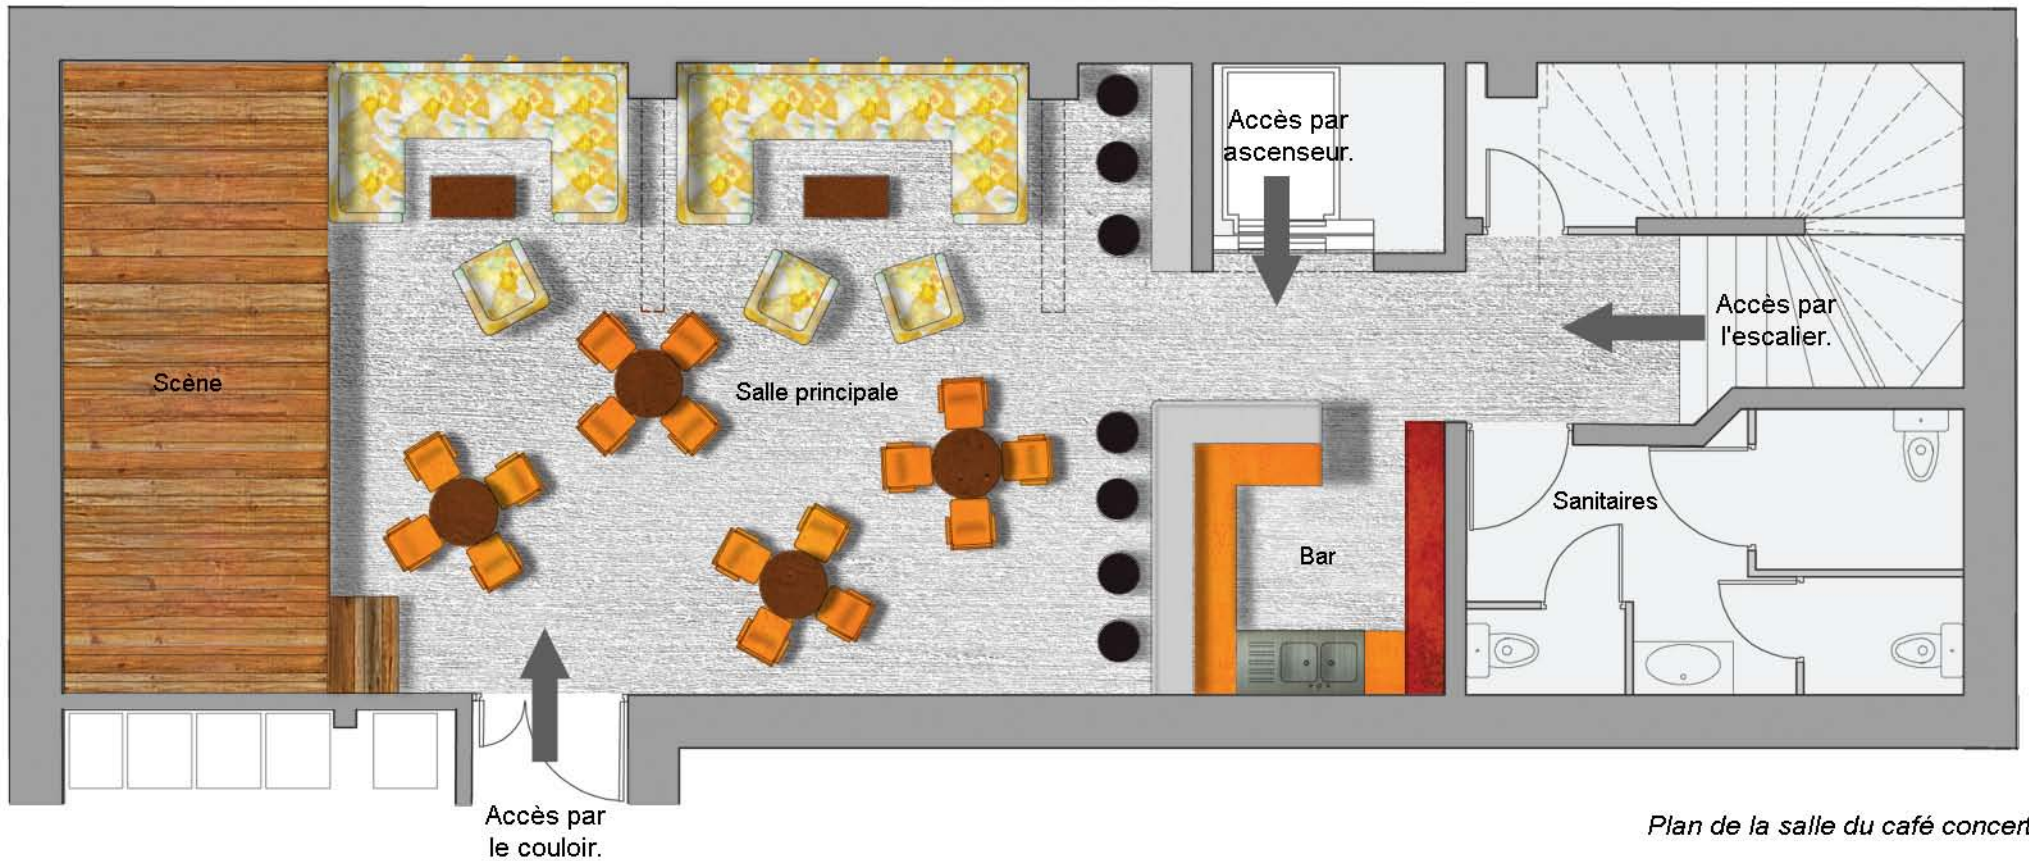 Accès par
ascenseur.
Accès par
l'escalier.
Scène
Salle principale
Sanitaires
Bar
Accès par
le couloir.
Plan de la salle du café concert